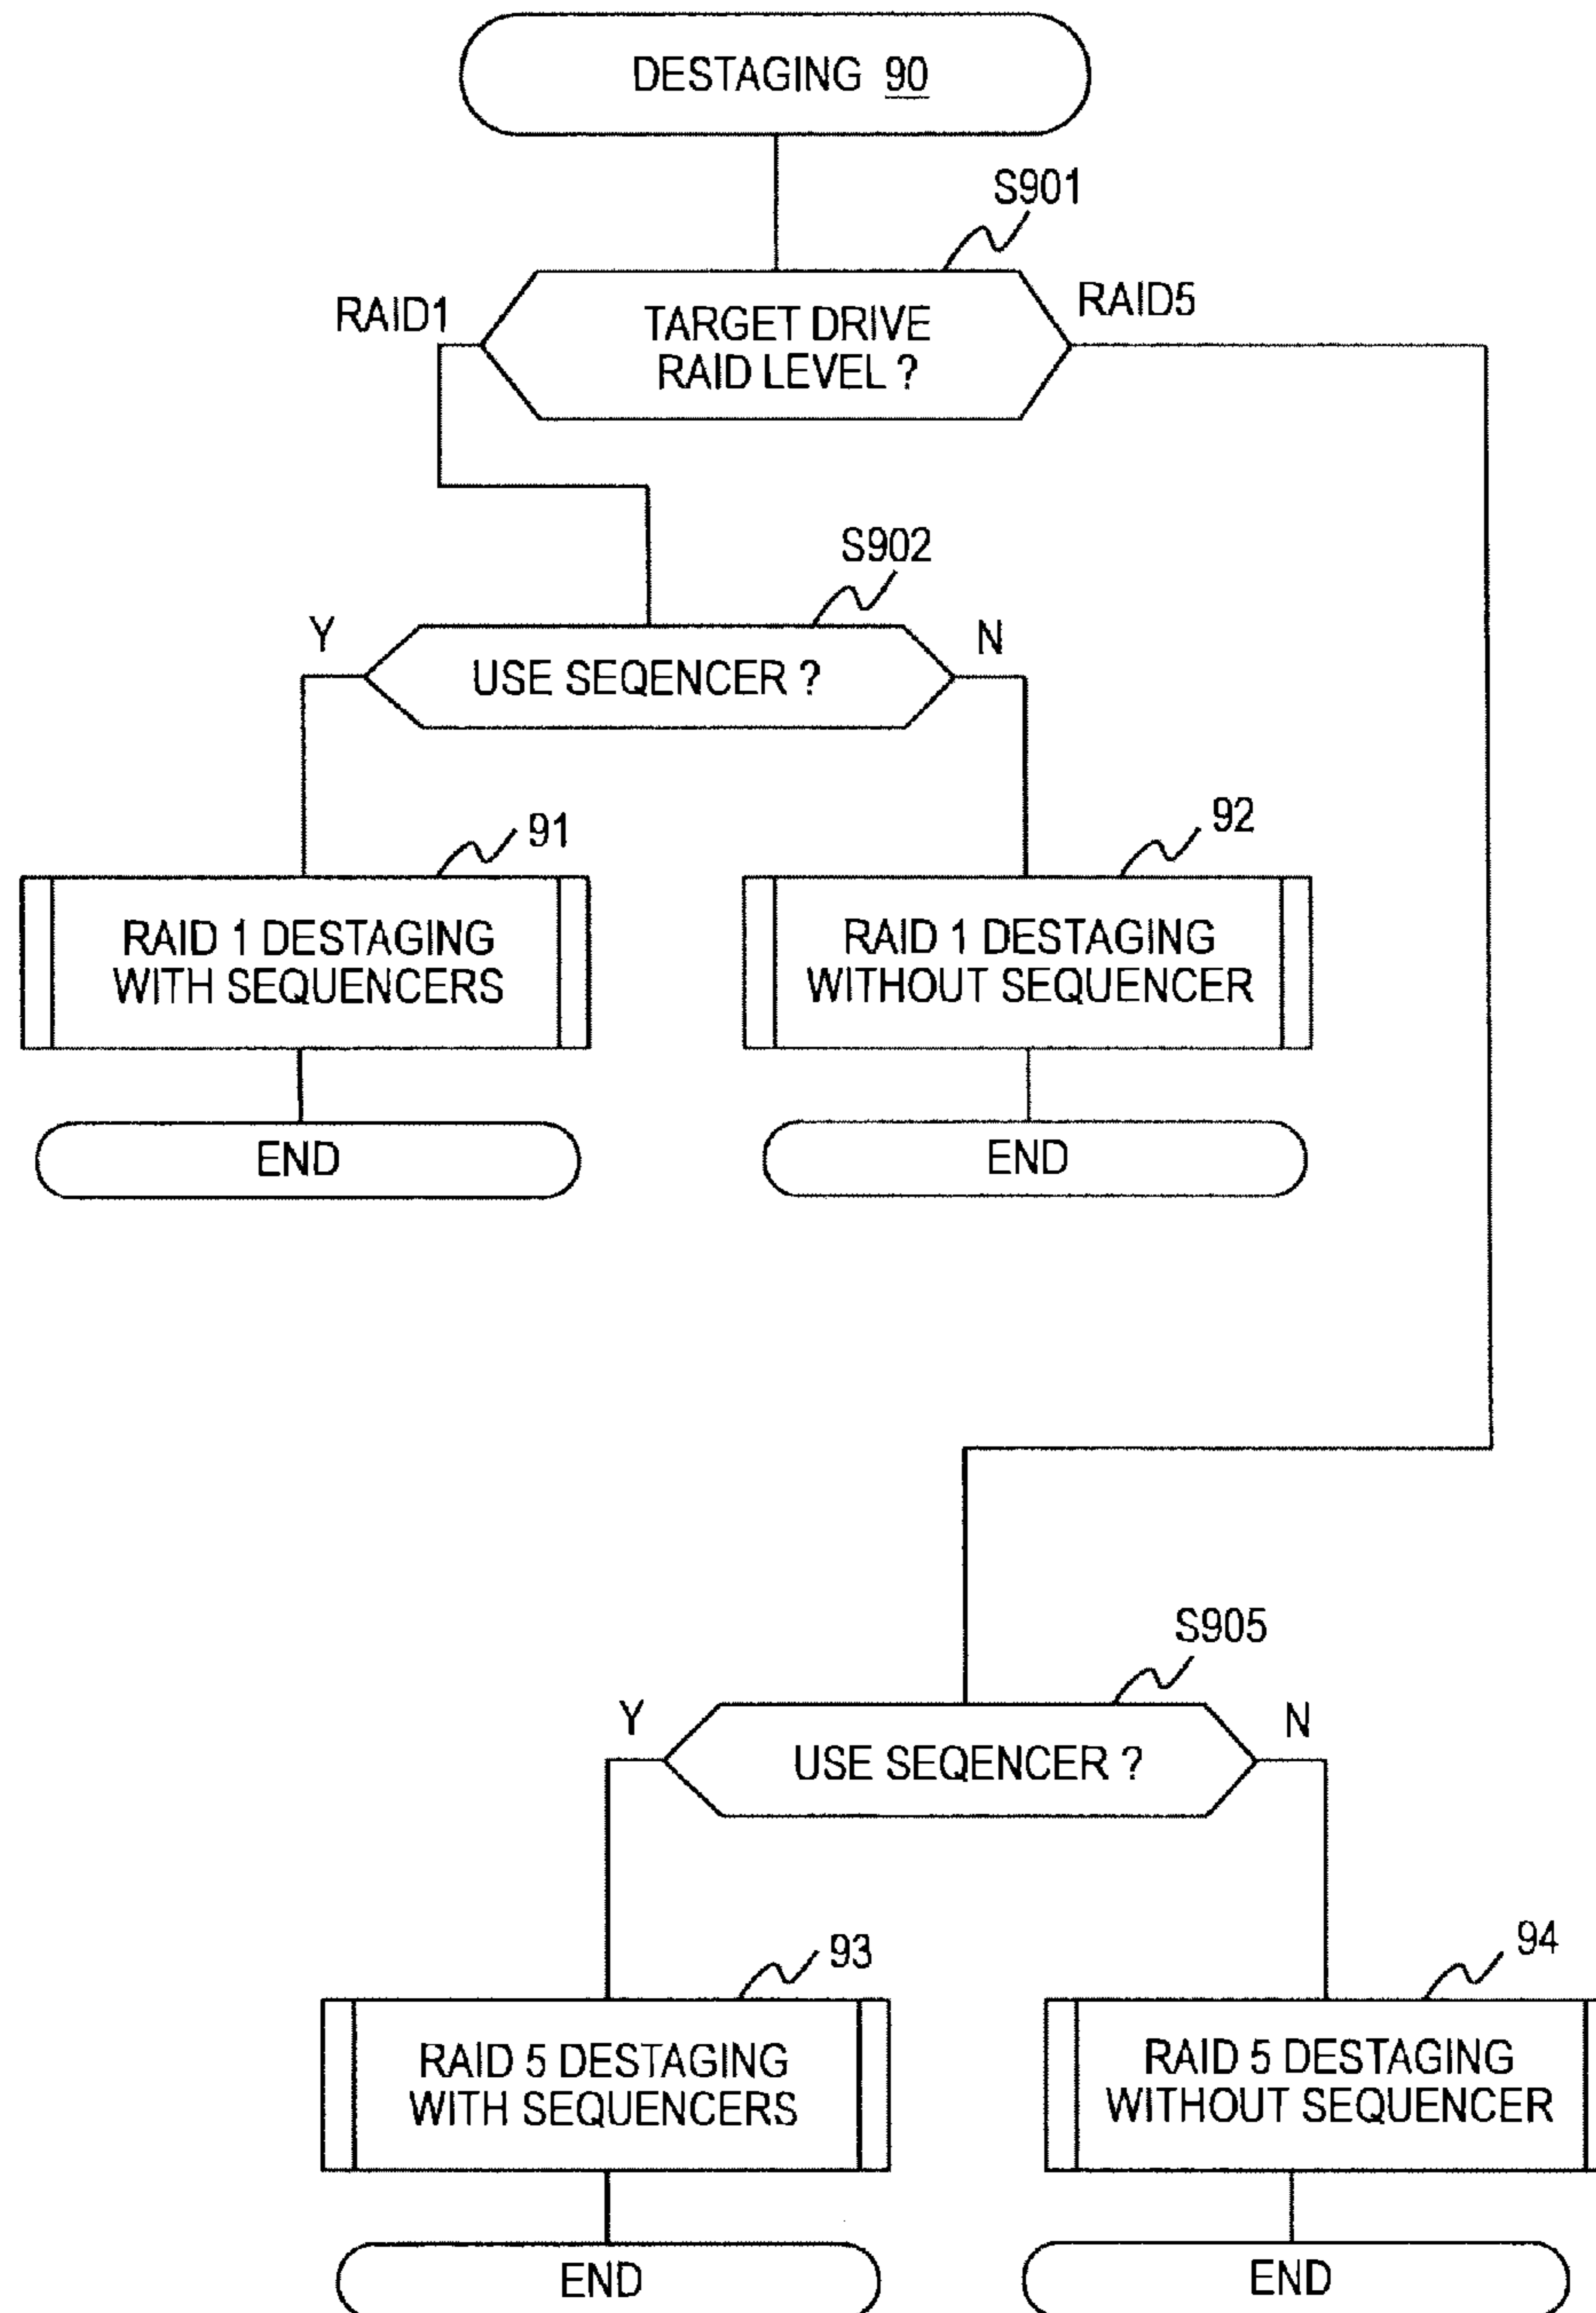 DESTAGING 90
S901
RAID1
TARGET DRIVE
RAID LEVEL ?
RAID5
S902
Y
USE SEQENCER ?
N
91
RAID 1 DESTAGING
WITH SEQUENCERS
END
92
RAID 1 DESTAGING
WITHOUT SEQUENCER
END
S905
Y
USE SEQENCER ?
N
93
RAID 5 DESTAGING
WITH SEQUENCERS
END
94
RAID 5 DESTAGING
WITHOUT SEQUENCER
END